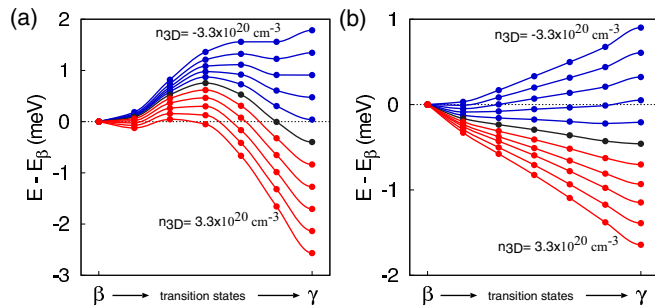 (a)
n3D= -3.3x10^20 cm^-3
E - Eβ (meV)
2
1
0
-1
-2
-3
n3D= 3.3x10^20 cm^-3
β → transition states → γ
(b)
n3D= -3.3x10^20 cm^-3
E - Eβ (meV)
1
0
-1
-2
n3D= 3.3x10^20 cm^-3
β → transition states → γ